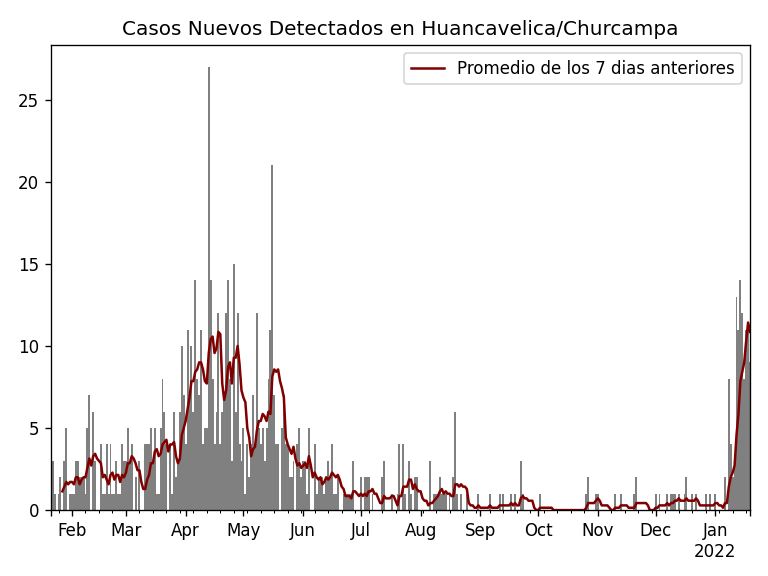 Casos Nuevos Detectados en Huancavelica/Churcampa
Promedio de los 7 dias anteriores
25
20
15
10
5
0
Feb Mar Apr May Jun Jul Aug Sep Oct Nov Dec Jan
2022